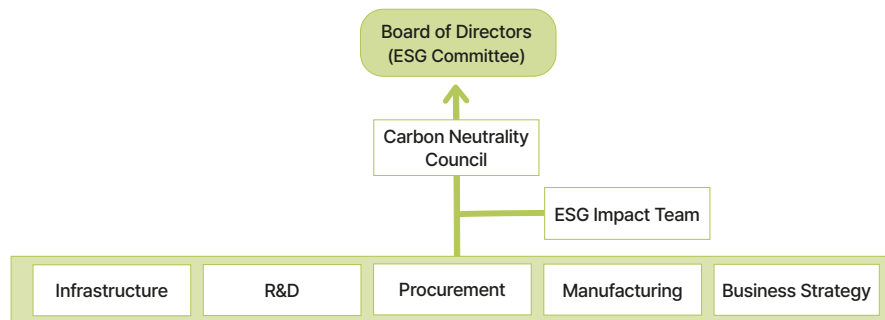 Board of Directors
(ESG Committee)
Carbon Neutrality
Council
ESG Impact Team
Infrastructure
R&D
Procurement
Manufacturing
Business Strategy